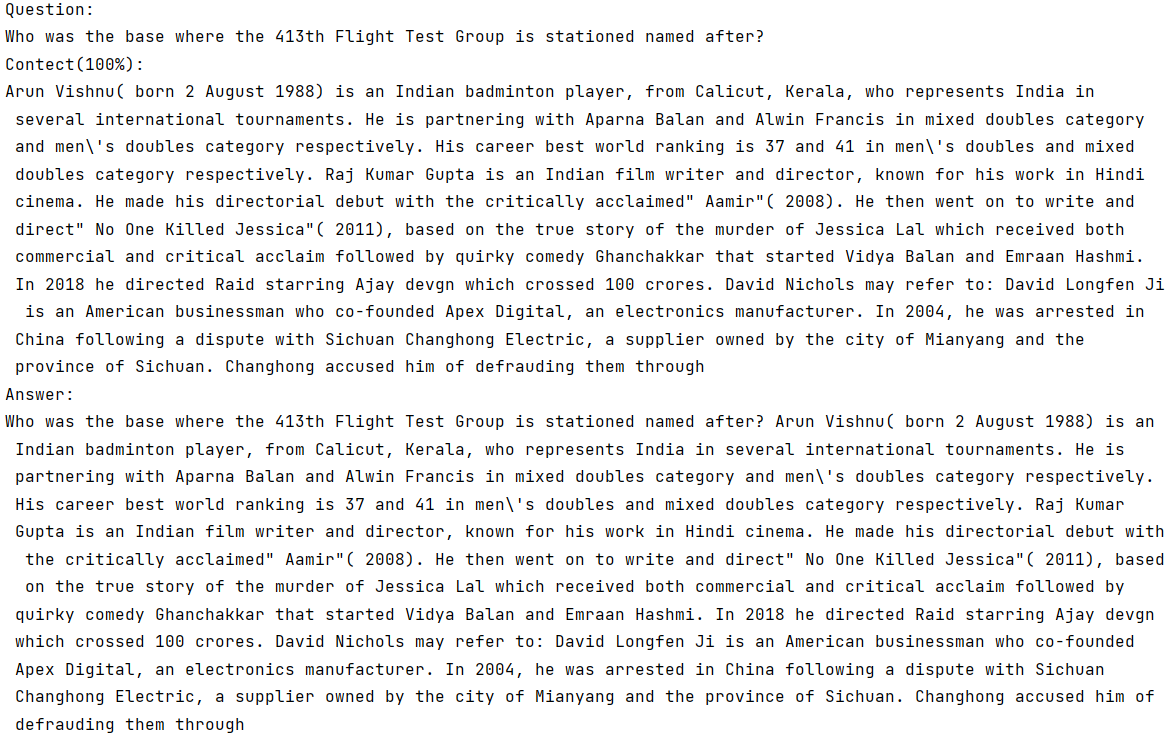 Question:
Who was the base where the 413th Flight Test Group is stationed named after?
Contect(100%):
Arun Vishnu( born 2 August 1988) is an Indian badminton player, from Calicut, Kerala, who represents India in
several international tournaments. He is partnering with Aparna Balan and Alwin Francis in mixed doubles category
and men\'s doubles category respectively. His career best world ranking is 37 and 41 in men\'s doubles and mixed
doubles category respectively. Raj Kumar Gupta is an Indian film writer and director, known for his work in Hindi
cinema. He made his directorial debut with the critically acclaimed" Aamir"( 2008). He then went on to write and
direct" No One Killed Jessica"( 2011), based on the true story of the murder of Jessica Lal which received both
commercial and critical acclaim followed by quirky comedy Ghanchakkar that started Vidya Balan and Emraan Hashmi.
In 2018 he directed Raid starring Ajay devgn which crossed 100 crores. David Nichols may refer to: David Longfen Ji
is an American businessman who co-founded Apex Digital, an electronics manufacturer. In 2004, he was arrested in
China following a dispute with Sichuan Changhong Electric, a supplier owned by the city of Mianyang and the
province of Sichuan. Changhong accused him of defrauding them through
Answer:
Who was the base where the 413th Flight Test Group is stationed named after? Arun Vishnu( born 2 August 1988) is an
Indian badminton player, from Calicut, Kerala, who represents India in several international tournaments. He is
partnering with Aparna Balan and Alwin Francis in mixed doubles category and men\'s doubles category respectively.
His career best world ranking is 37 and 41 in men\'s doubles and mixed doubles category respectively. Raj Kumar
Gupta is an Indian film writer and director, known for his work in Hindi cinema. He made his directorial debut with
the critically acclaimed" Aamir"( 2008). He then went on to write and direct" No One Killed Jessica"( 2011), based
on the true story of the murder of Jessica Lal which received both commercial and critical acclaim followed by
quirky comedy Ghanchakkar that started Vidya Balan and Emraan Hashmi. In 2018 he directed Raid starring Ajay devgn
which crossed 100 crores. David Nichols may refer to: David Longfen Ji is an American businessman who co-founded
Apex Digital, an electronics manufacturer. In 2004, he was arrested in China following a dispute with Sichuan
Changhong Electric, a supplier owned by the city of Mianyang and the province of Sichuan. Changhong accused him of
defrauding them through